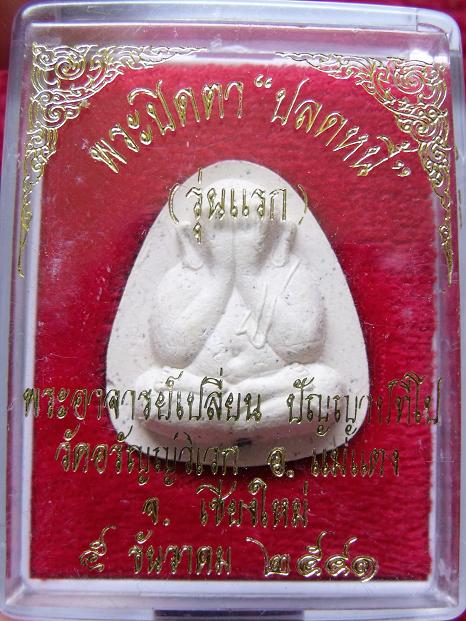 พระปิดตา “ปลดหนี้”
(รุ่นแรก)
พระอาจารย์เปลี่ยน ปัญญาปทีโป
วัดอรัญญวิเวก อ. แม่แตง
จ. เชียงใหม่
๕ ธันวาคม ๒๕๔๑